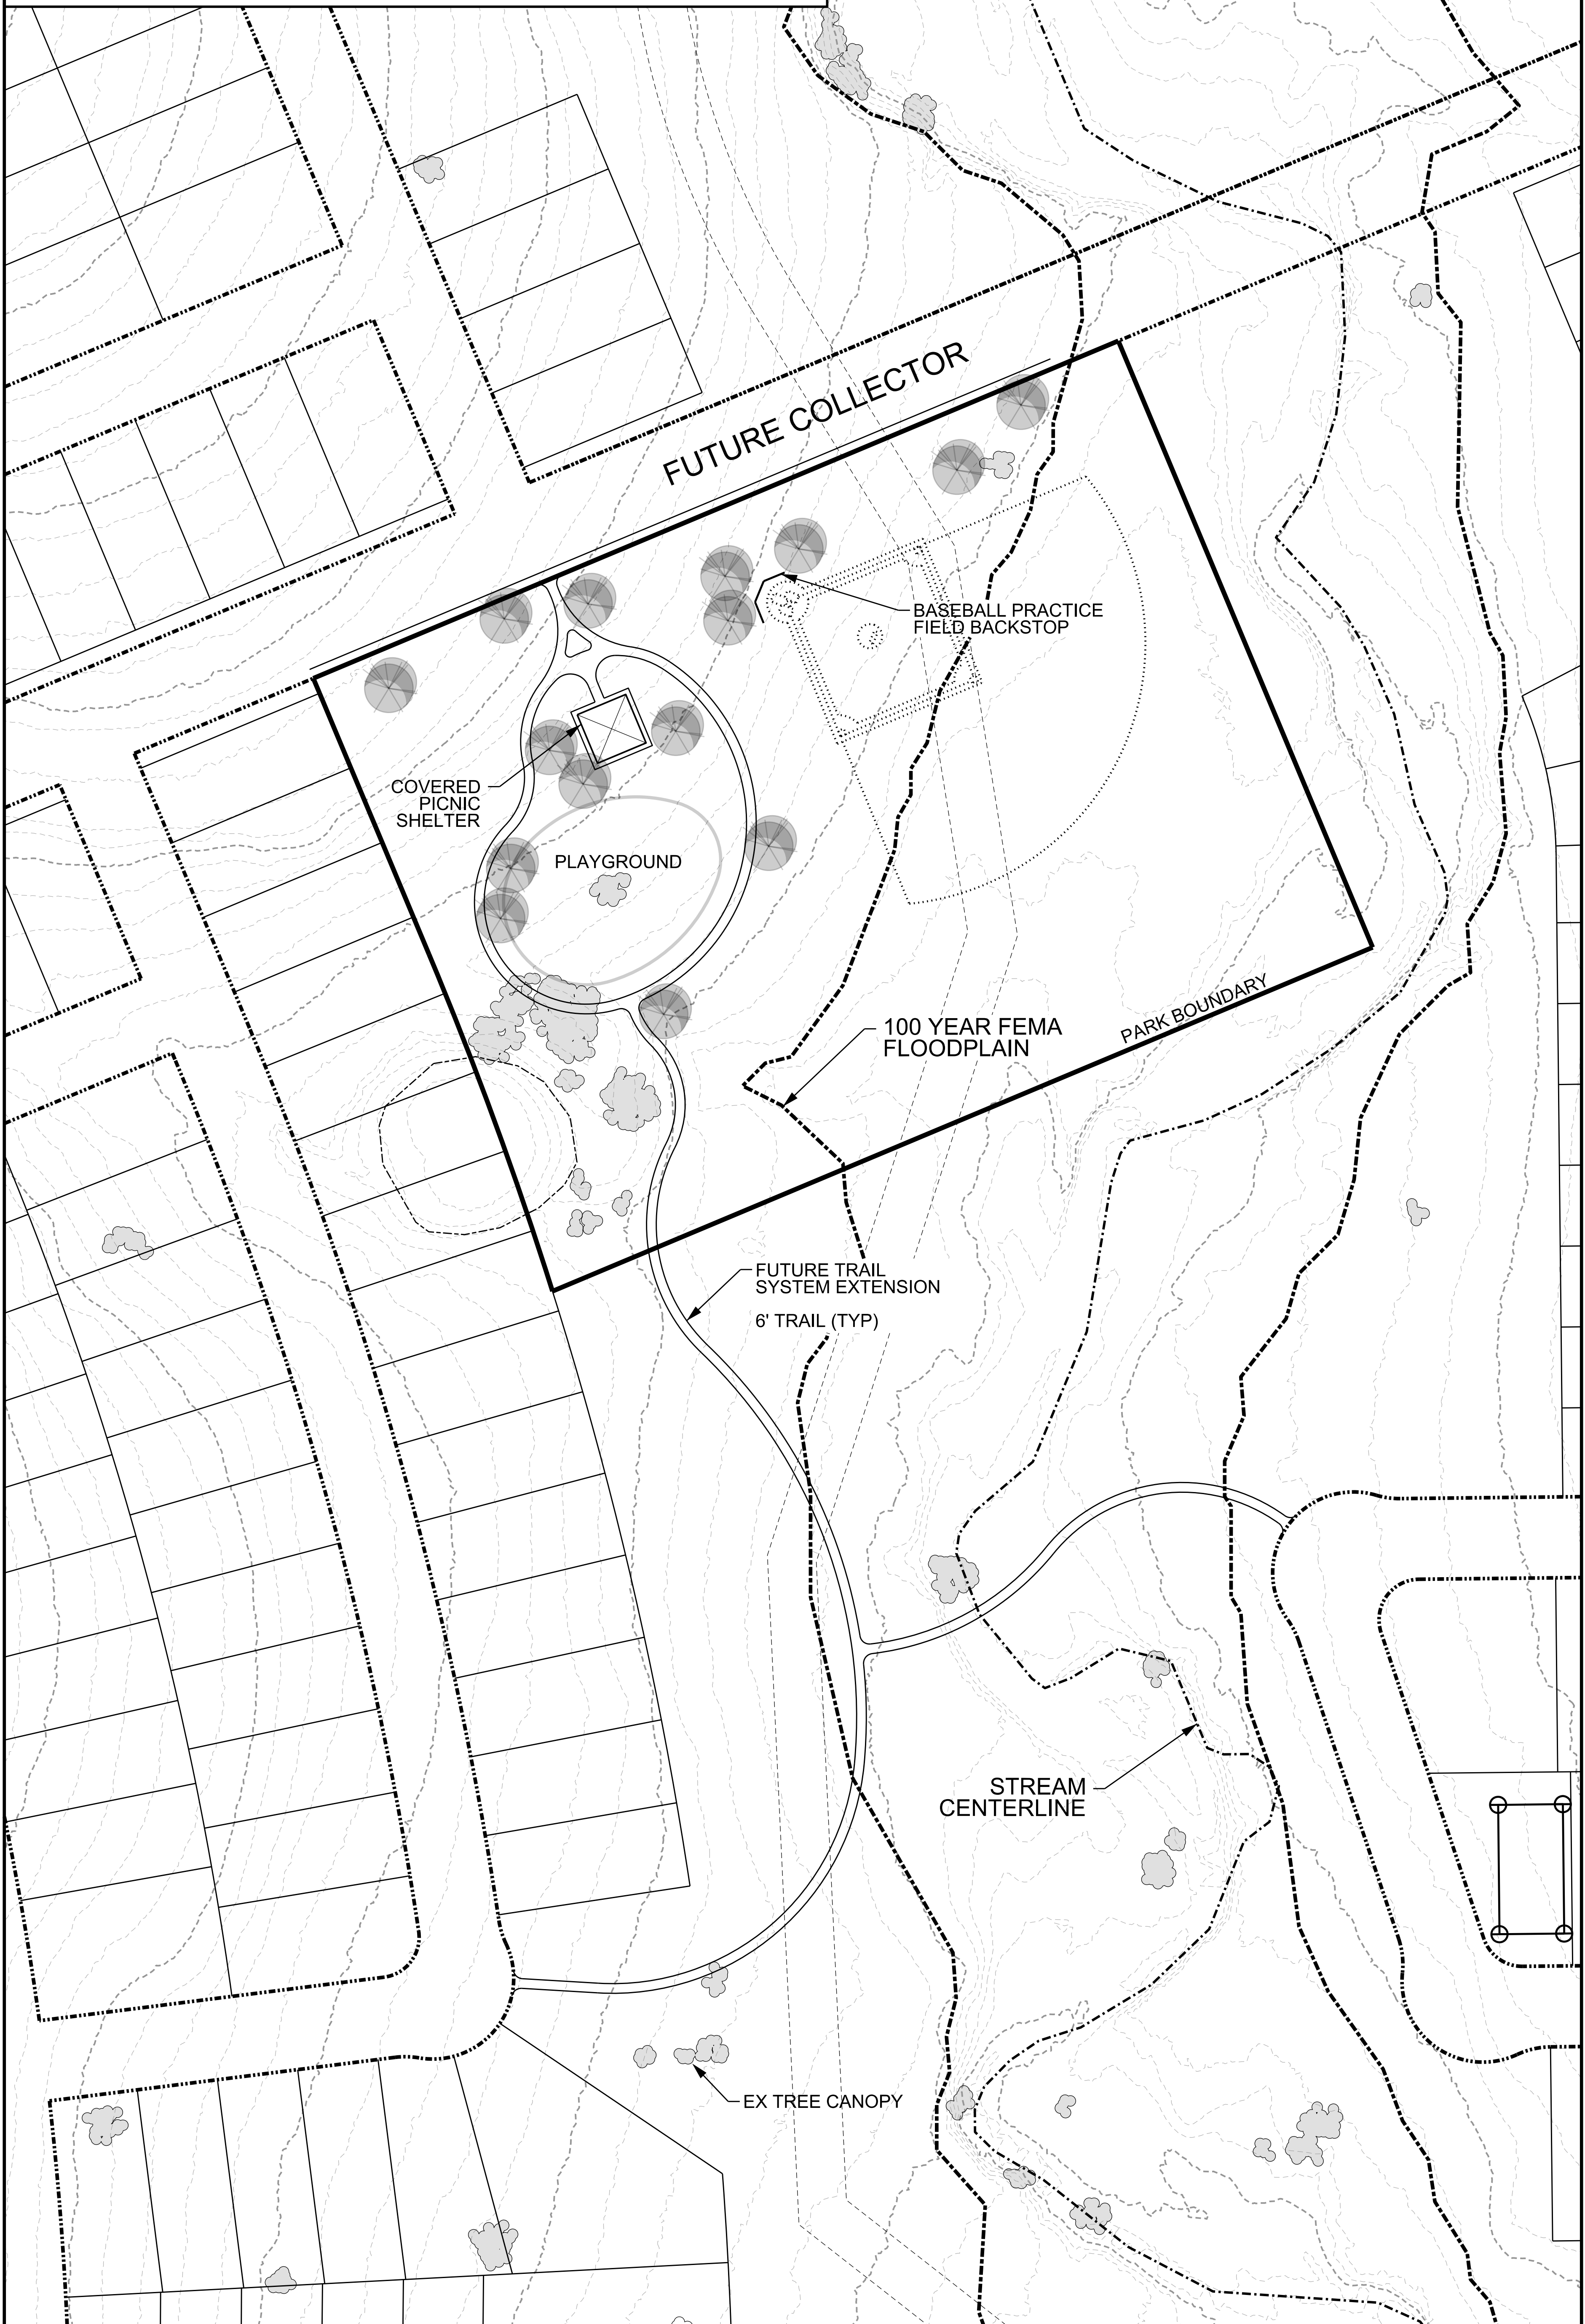 FUTURE COLLECTOR
BASEBALL PRACTICE
FIELD BACKSTOP
COVERED
PICNIC
SHELTER
PLAYGROUND
100 YEAR FEMA
FLOODPLAIN
PARK BOUNDARY
FUTURE TRAIL
SYSTEM EXTENSION
6' TRAIL (TYP)
STREAM
CENTERLINE
EX TREE CANOPY